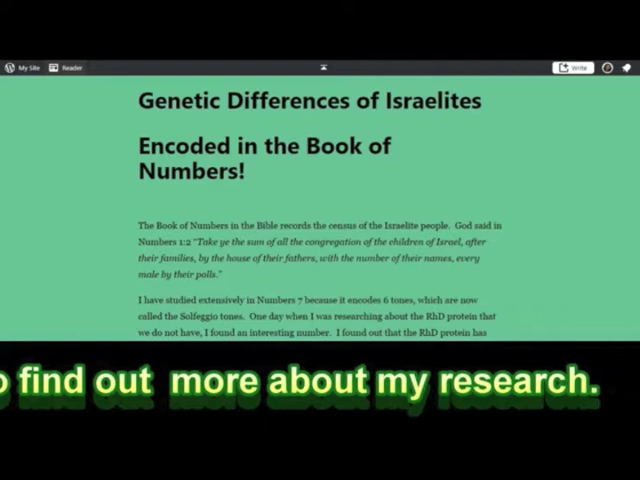 My Site Reader Write
Genetic Differences of Israelites
Encoded in the Book of
Numbers!
The Book of Numbers in the Bible records the census of the Israelite people. God said in
Numbers 1:2 "Take ye the sum of all the congregation of the children of Israel, after
their families, by the house of their fathers, with the number of their names, every
male by their polls."
I have studied extensively in Numbers 7 because it encodes 6 tones, which are now
called the Solfeggio tones. One day when I was researching about the RhD protein that
we do not have, I found an interesting number. I found out that the RhD protein has
o find out more about my research.